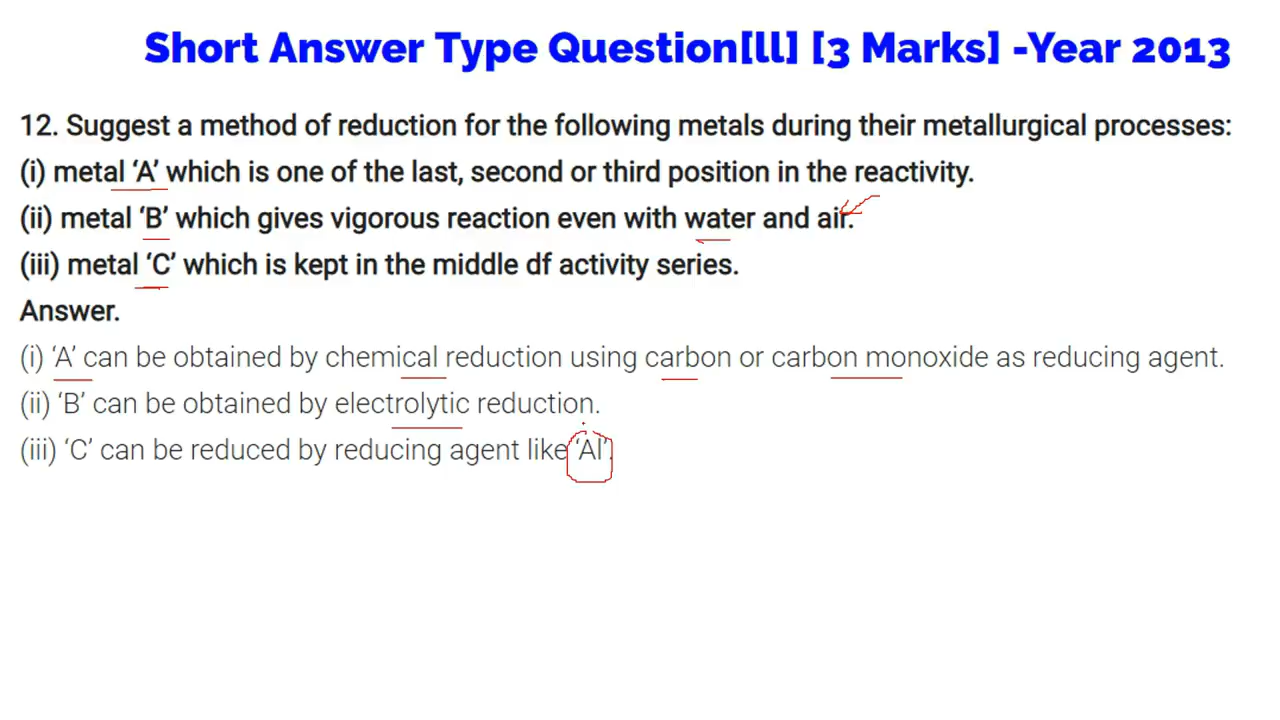 Short Answer Type Question[ll] [3 Marks] -Year 2013
12. Suggest a method of reduction for the following metals during their metallurgical processes:
(i) metal ‘A’ which is one of the last, second or third position in the reactivity.
(ii) metal ‘B’ which gives vigorous reaction even with water and air.
(iii) metal ‘C’ which is kept in the middle df activity series.
Answer.
(i) ‘A’ can be obtained by chemical reduction using carbon or carbon monoxide as reducing agent.
(ii) ‘B’ can be obtained by electrolytic reduction.
(iii) ‘C’ can be reduced by reducing agent like ‘Al’.